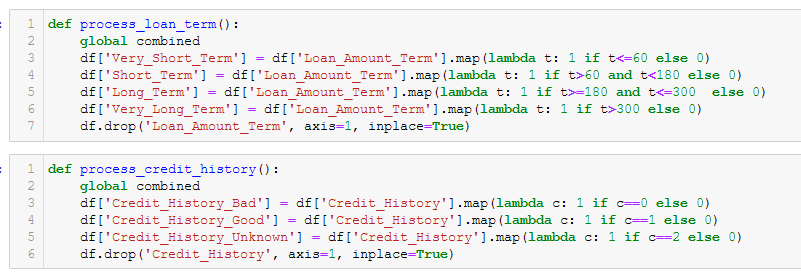 1 def process_loan_term():
2     global combined
3     df['Very_Short_Term'] = df['Loan_Amount_Term'].map(lambda t: 1 if t<=60 else 0)
4     df['Short_Term'] = df['Loan_Amount_Term'].map(lambda t: 1 if t>60 and t<180 else 0)
5     df['Long_Term'] = df['Loan_Amount_Term'].map(lambda t: 1 if t>=180 and t<=300  else 0)
6     df['Very_Long_Term'] = df['Loan_Amount_Term'].map(lambda t: 1 if t>300 else 0)
7     df.drop('Loan_Amount_Term', axis=1, inplace=True)
1 def process_credit_history():
2     global combined
3     df['Credit_History_Bad'] = df['Credit_History'].map(lambda c: 1 if c==0 else 0)
4     df['Credit_History_Good'] = df['Credit_History'].map(lambda c: 1 if c==1 else 0)
5     df['Credit_History_Unknown'] = df['Credit_History'].map(lambda c: 1 if c==2 else 0)
6     df.drop('Credit_History', axis=1, inplace=True)